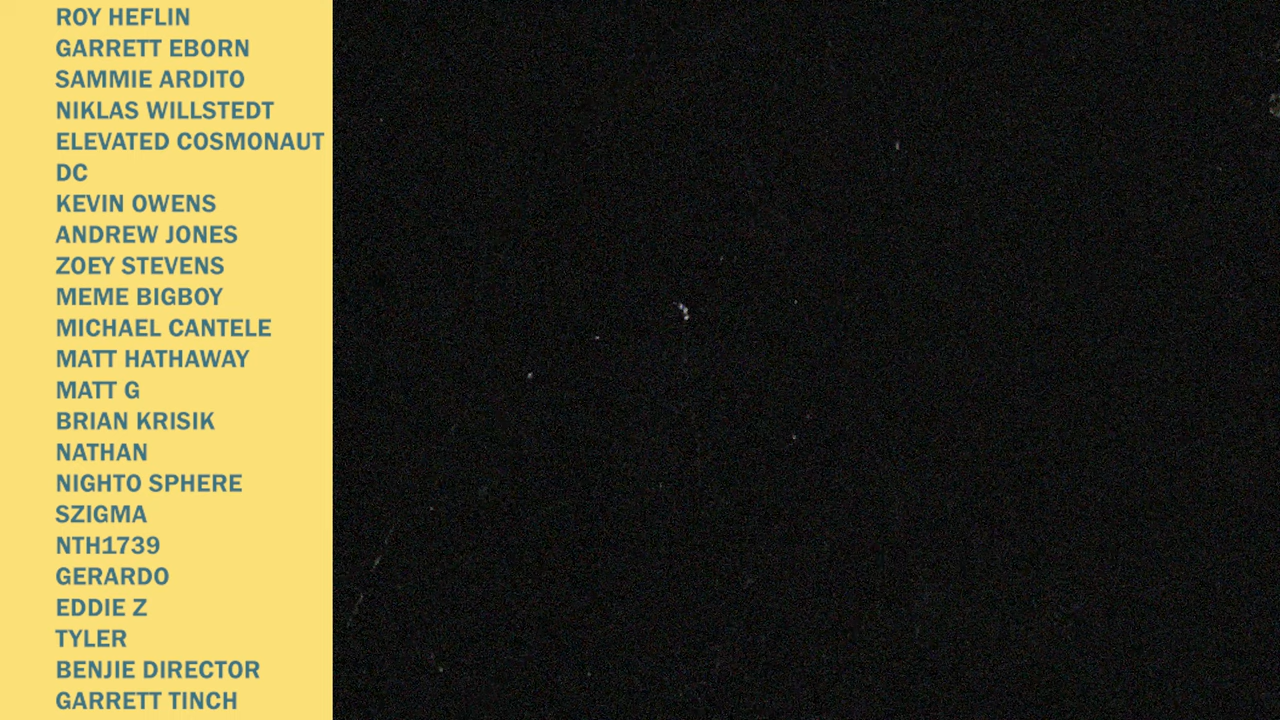 ROY HEFLIN
GARRETT EBORN
SAMMIE ARDITO
NIKLAS WILLSTEDT
ELEVATED COSMONAUT
DC
KEVIN OWENS
ANDREW JONES
ZOEY STEVENS
MEME BIGBOY
MICHAEL CANTELE
MATT HATHAWAY
MATT G
BRIAN KRISIK
NATHAN
NIGHTO SPHERE
SZIGMA
NTH1739
GERARDO
EDDIE Z
TYLER
BENJIE DIRECTOR
GARRETT TINCH